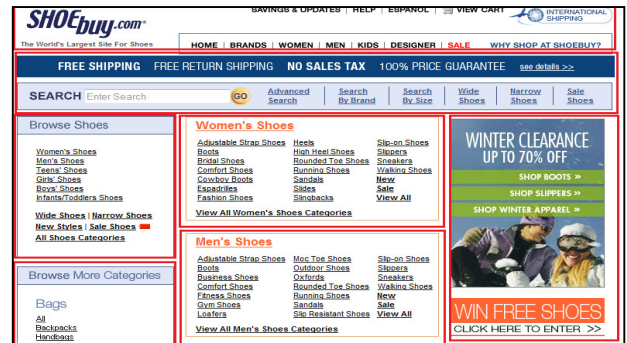 SAVINGS & UPDATES | HELP | ESPANOL | VIEW CART
INTERNATIONAL SHIPPING
SHOEbuy.com
The World's Largest Site For Shoes
HOME | BRANDS | WOMEN | MEN | KIDS | DESIGNER | SALE WHY SHOP AT SHOEBUY?
FREE SHIPPING FREE RETURN SHIPPING NO SALES TAX 100% PRICE GUARANTEE see details >>
SEARCH Enter Search GO Advanced Search | Search By Brand | Search By Size | Wide Shoes | Narrow Shoes | Sale Shoes
Browse Shoes
Women's Shoes
Men's Shoes
Teens' Shoes
Girls' Shoes
Boys' Shoes
Infants/Toddlers Shoes
Wide Shoes | Narrow Shoes
New Styles | Sale Shoes
All Shoes Categories
Browse More Categories
Bags
All
Backpacks
Handbags
Women's Shoes
Adjustable Strap Shoes Heels Slip-on Shoes
Boots High Heel Shoes Slippers
Bridal Shoes Rounded Toe Shoes Sneakers
Comfort Shoes Running Shoes Walking Shoes
Cowboy Boots Sandals New
Espadrilles Slides Sale
Fashion Shoes Slingbacks View All
View All Women's Shoes Categories
Men's Shoes
Adjustable Strap Shoes Moc Toe Shoes Slip-on Shoes
Boots Outdoor Shoes Slippers
Business Shoes Oxfords Sneakers
Comfort Shoes Rounded Toe Shoes Walking Shoes
Fitness Shoes Running Shoes New
Gym Shoes Sandals Sale
Loafers Slip Resistant Shoes View All
View All Men's Shoes Categories
WINTER CLEARANCE
UP TO 70% OFF
SHOP BOOTS »
SHOP SLIPPERS »
SHOP WINTER APPAREL »
WIN FREE SHOES
CLICK HERE TO ENTER >>